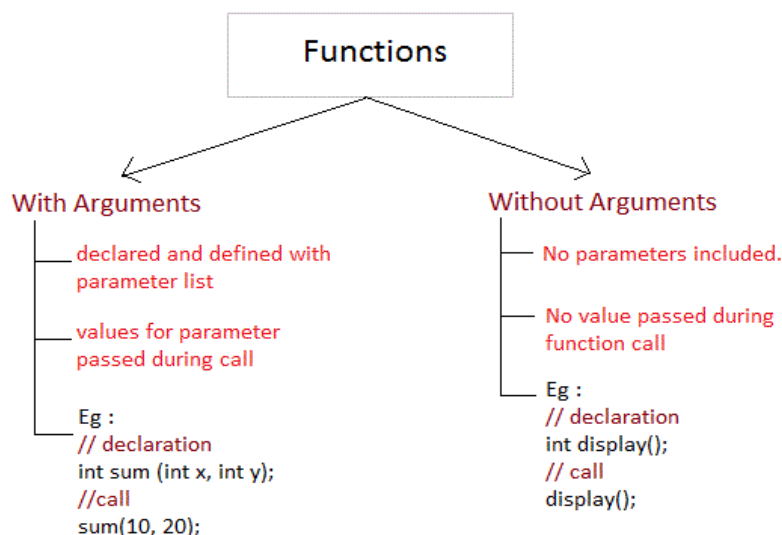 Functions
With Arguments
declared and defined with
parameter list
values for parameter
passed during call
Eg :
// declaration
int sum (int x, int y);
//call
sum(10, 20);
Without Arguments
No parameters included.
No value passed during
function call
Eg :
// declaration
int display();
// call
display();